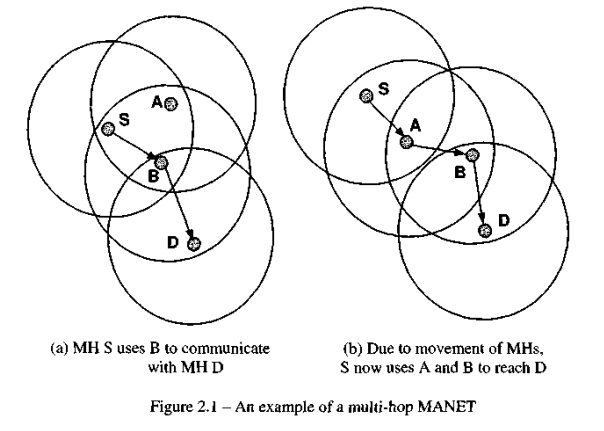 A
S
B
D
(a) MH S uses B to communicate
with MH D
S
A
B
D
(b) Due to movement of MHs,
S now uses A and B to reach D
Figure 2.1 – An example of a multi-hop MANET